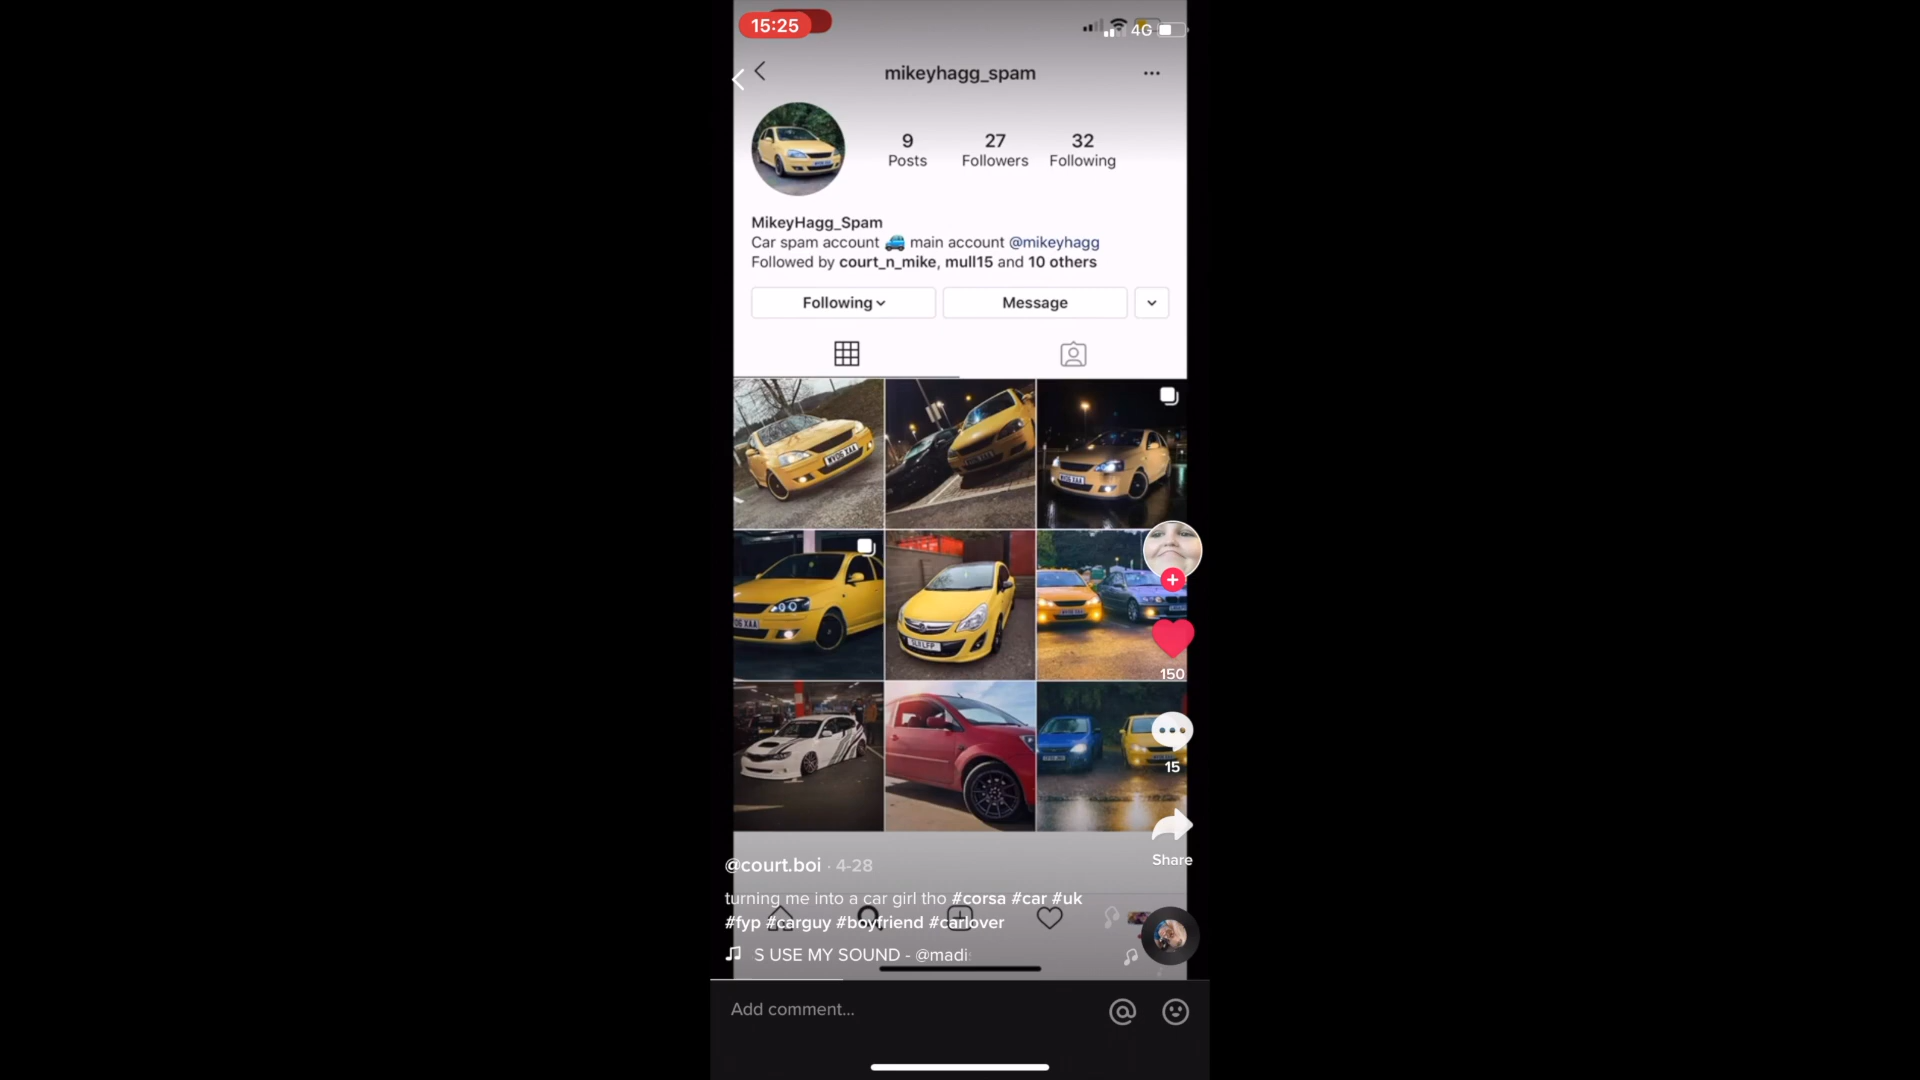 15:25
4G
mikeyhagg_spam
9
27
32
Posts
Followers
Following
MikeyHagg_Spam
Car spam account main account @mikeyhagg
Followed by court_n_mike, mull15 and 10 others
Following
Message
WY06 XAA
150
15
Share
@court.boi · 4-28
turning me into a car girl tho #corsa #car #uk
#fyp #carguy #boyfriend #carlover
S USE MY SOUND - @madi
Add comment...